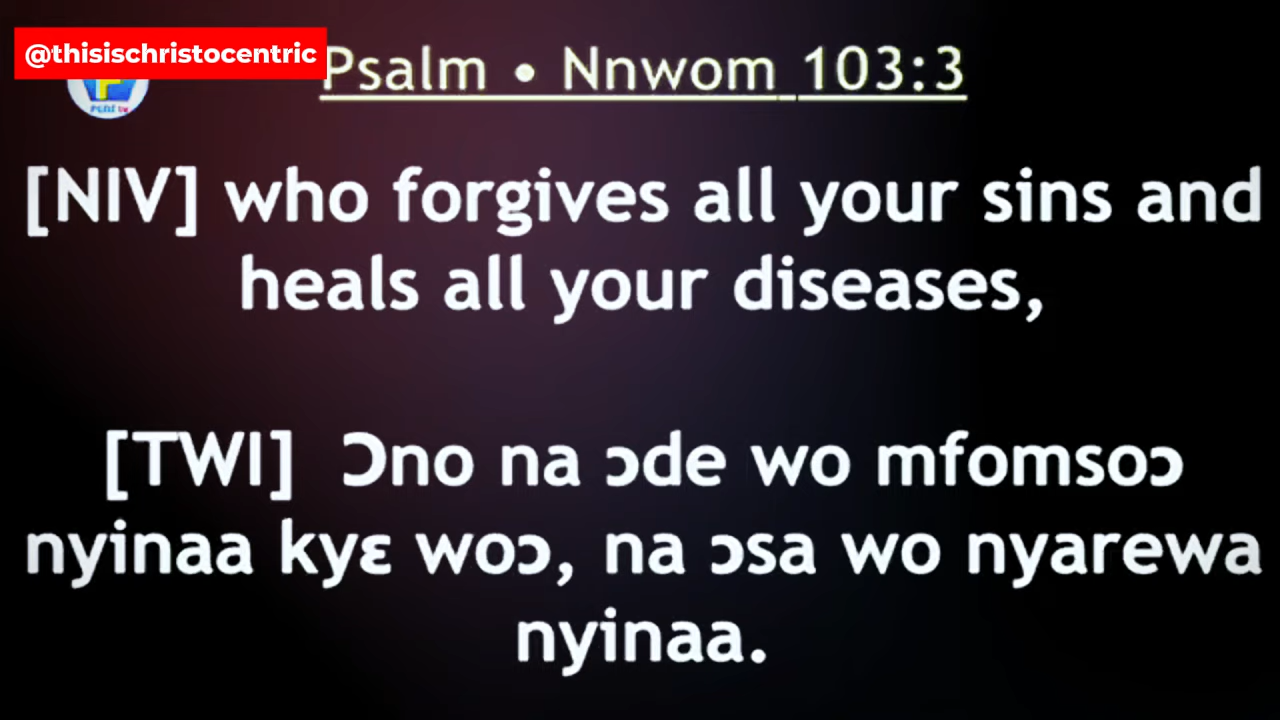 @thisischristocentric
Psalm • Nnwom 103:3
[NIV] who forgives all your sins and
heals all your diseases,
[TWI] Ɔno na ɔde wo mfomsoɔ
nyinaa kyɛ woɔ, na ɔsa wo nyarewa
nyinaa.